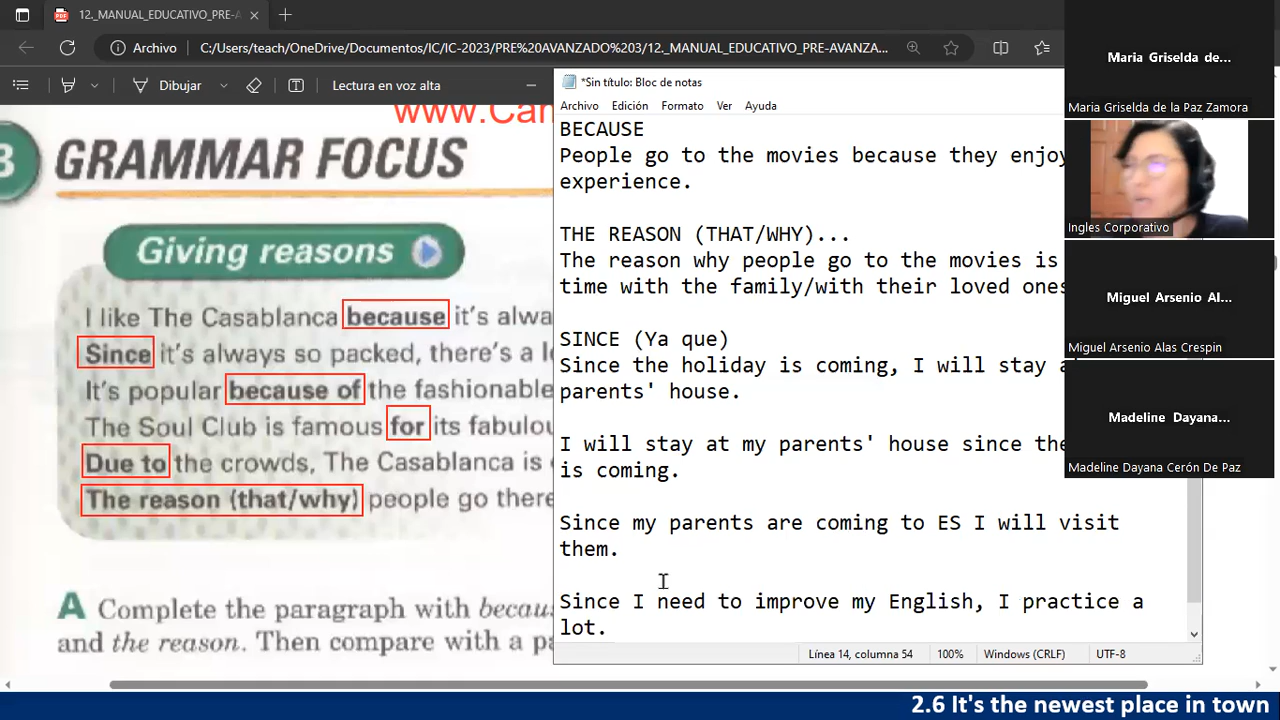 12._MANUAL_EDUCATIVO_PRE-A
Archivo
C:/Users/teach/OneDrive/Documentos/IC/IC-2023/PRE%20AVANZADO%203/12._MANUAL_EDUCATIVO_PRE-AVANZA...
Dibujar
Lectura en voz alta
www.Cam
B GRAMMAR FOCUS
Giving reasons
I like The Casablanca because it's alwa
Since it's always so packed, there's a l
It's popular because of the fashionable
The Soul Club is famous for its fabulou
Due to the crowds, The Casablanca is
The reason (that/why) people go there
A Complete the paragraph with becau
and the reason. Then compare with a p
*Sin título: Bloc de notas
Archivo Edición Formato Ver Ayuda
BECAUSE
People go to the movies because they enjoy
experience.
THE REASON (THAT/WHY)...
The reason why people go to the movies is
time with the family/with their loved ones
SINCE (Ya que)
Since the holiday is coming, I will stay a
parents' house.
I will stay at my parents' house since the
is coming.
Since my parents are coming to ES I will visit
them.
Since I need to improve my English, I practice a
lot.
Línea 14, columna 54 100% Windows (CRLF) UTF-8
Maria Griselda de...
Maria Griselda de la Paz Zamora
Ingles Corporativo
Miguel Arsenio Al...
Miguel Arsenio Alas Crespin
Madeline Dayana...
Madeline Dayana Cerón De Paz
2.6 It's the newest place in town